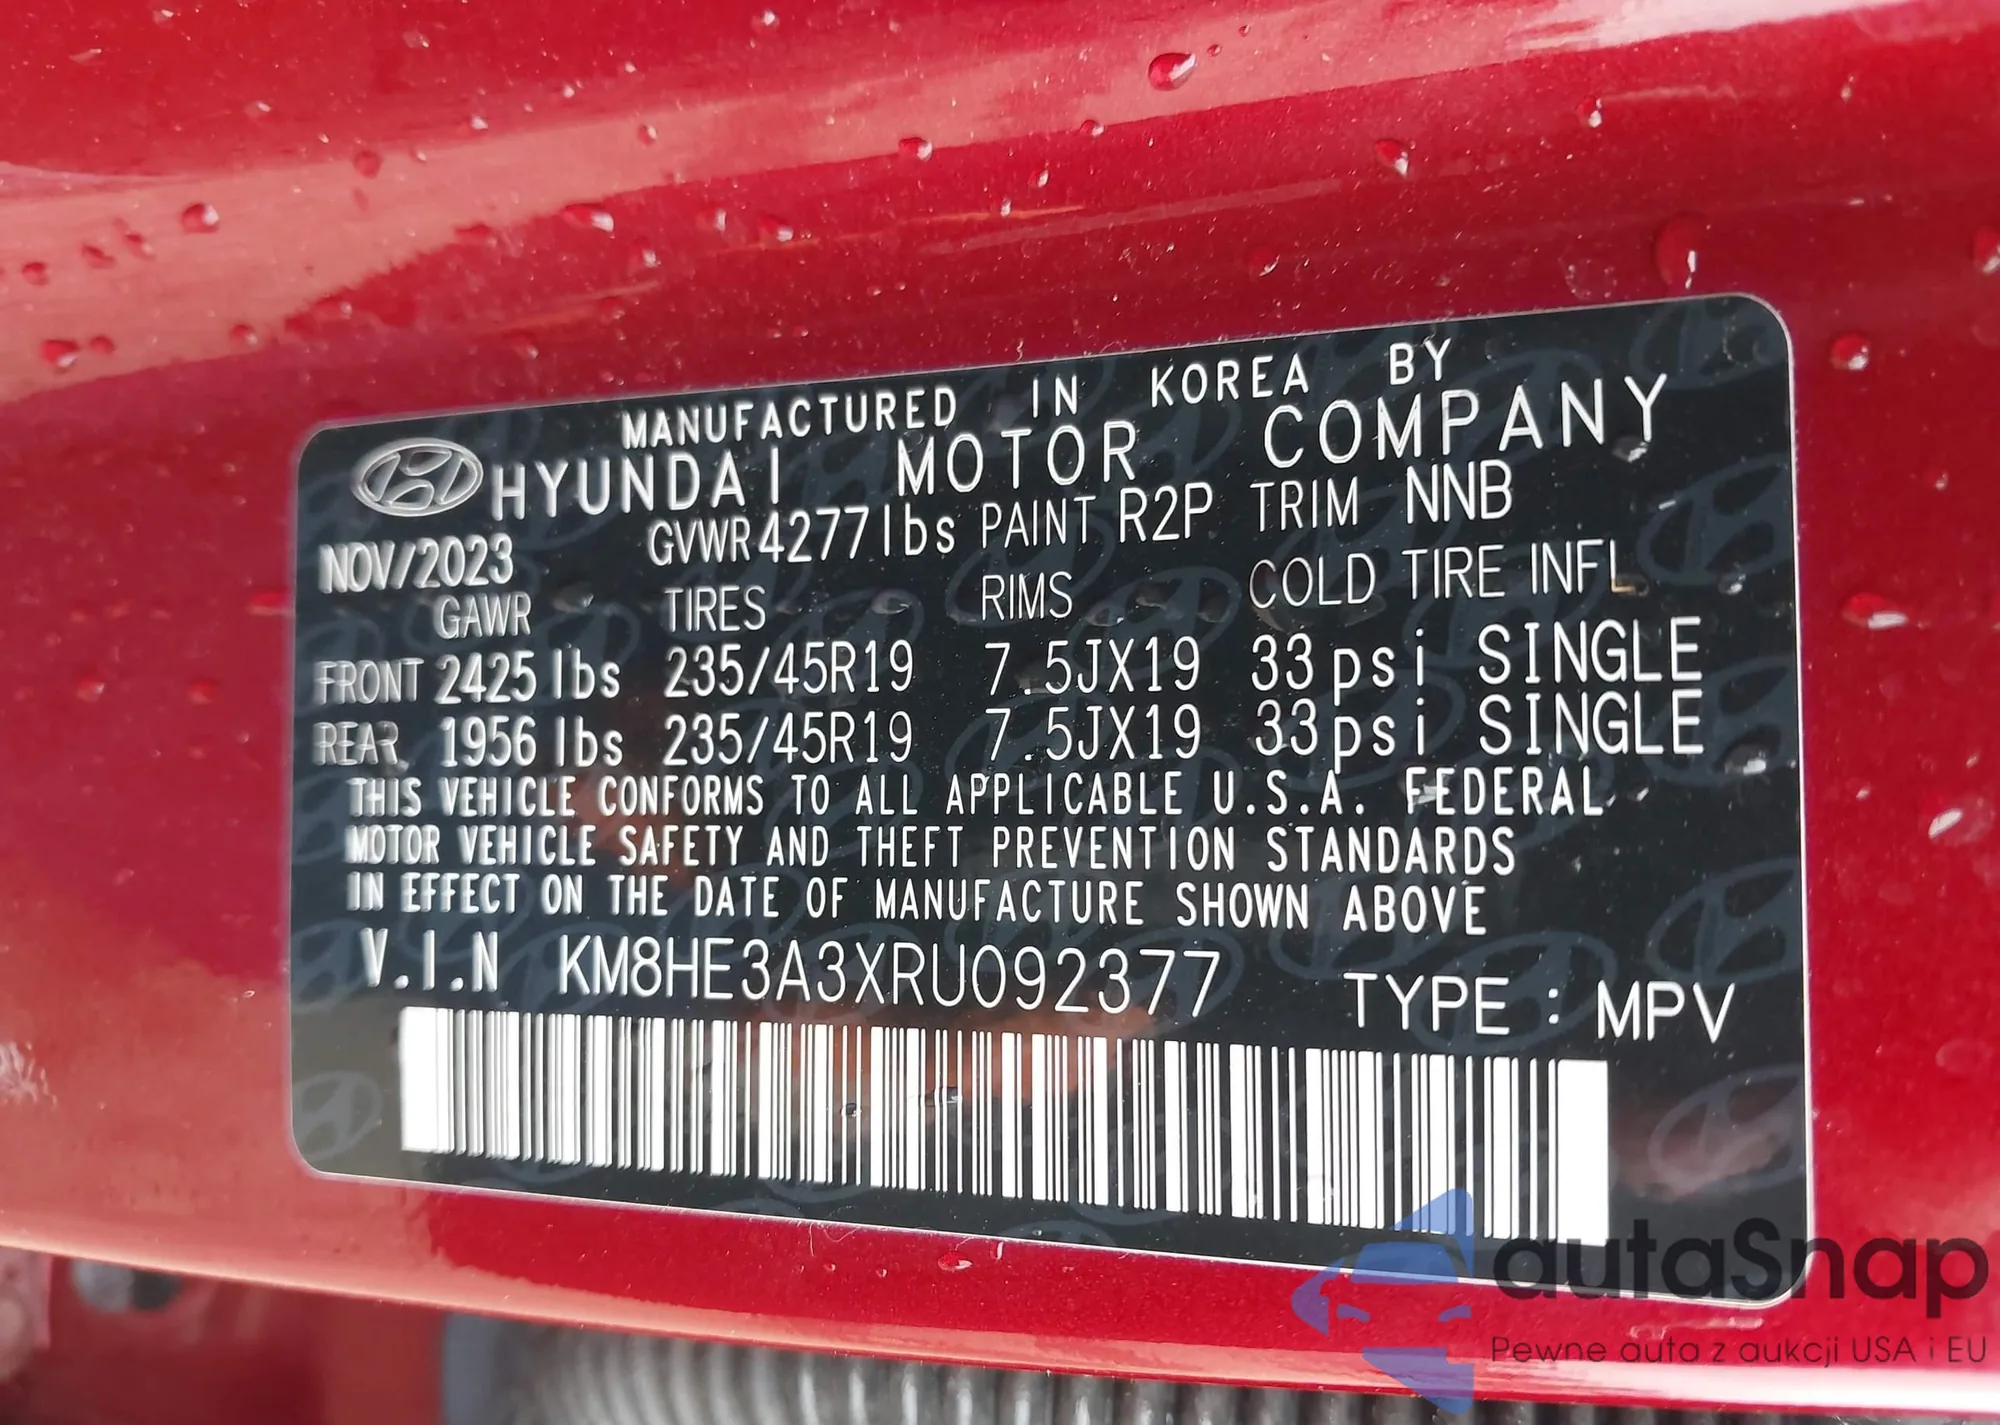 MANUFACTURED IN KOREA BY
HYUNDAI MOTOR COMPANY
NOV/2023 GVWR 4277 lbs PAINT R2P TRIM NNB
GAWR TIRES RIMS COLD TIRE INFL.
FRONT 2425 lbs 235/45R19 7.5JX19 33 psi SINGLE
REAR 1956 lbs 235/45R19 7.5JX19 33 psi SINGLE
THIS VEHICLE CONFORMS TO ALL APPLICABLE U.S.A. FEDERAL
MOTOR VEHICLE SAFETY AND THEFT PREVENTION STANDARDS
IN EFFECT ON THE DATE OF MANUFACTURE SHOWN ABOVE
V.I.N KM8HE3A3XRU092377 TYPE : MPV
autaSnap
Pewne auta z aukcji USA i EU